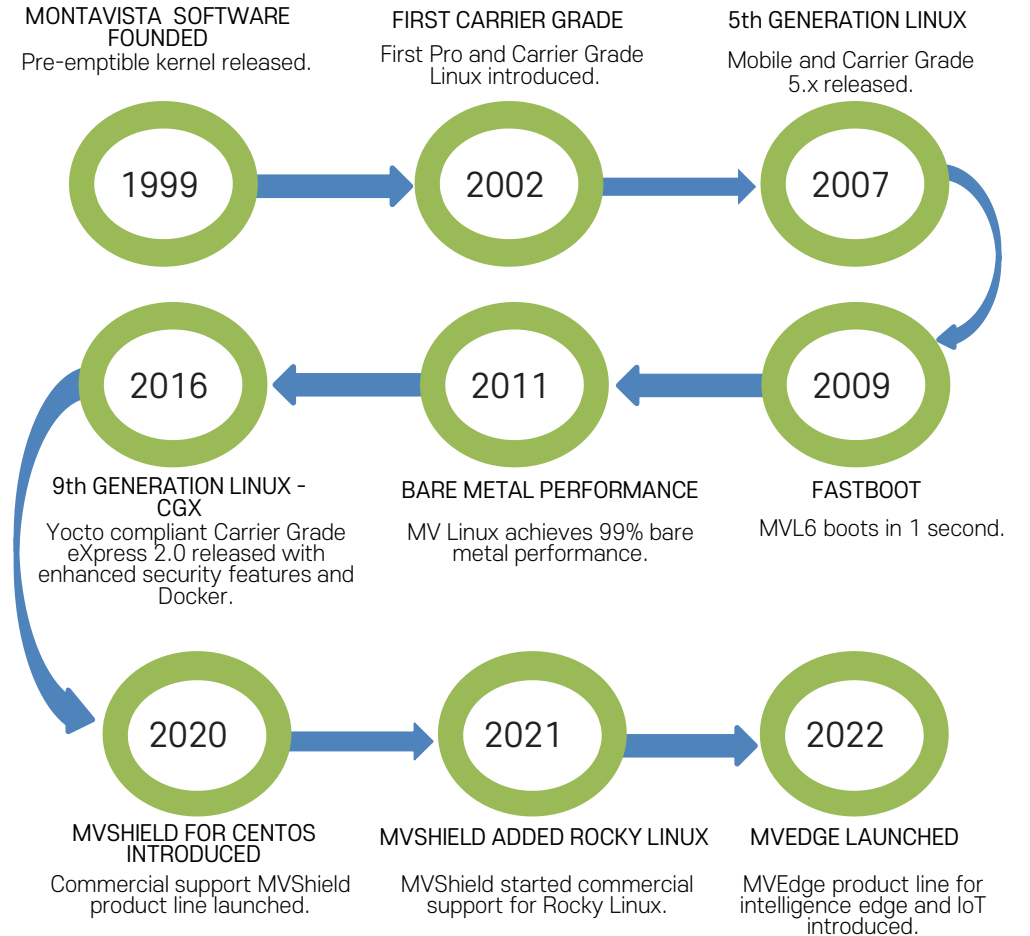 MONTAVISTA SOFTWARE
FOUNDED
Pre-emptible kernel released.
FIRST CARRIER GRADE
First Pro and Carrier Grade
Linux introduced.
5th GENERATION LINUX
Mobile and Carrier Grade
5.x released.
1999
2002
2007
2009
FASTBOOT
MVL6 boots in 1 second.
2011
BARE METAL PERFORMANCE
MV Linux achieves 99% bare
metal performance.
2016
9th GENERATION LINUX -
CGX
Yocto compliant Carrier Grade
eXpress 2.0 released with
enhanced security features and
Docker.
2020
MVSHIELD FOR CENTOS
INTRODUCED
Commercial support MVShield
product line launched.
2021
MVSHIELD ADDED ROCKY LINUX
MVShield started commercial
support for Rocky Linux.
2022
MVEDGE LAUNCHED
MVEdge product line for
intelligence edge and IoT
introduced.